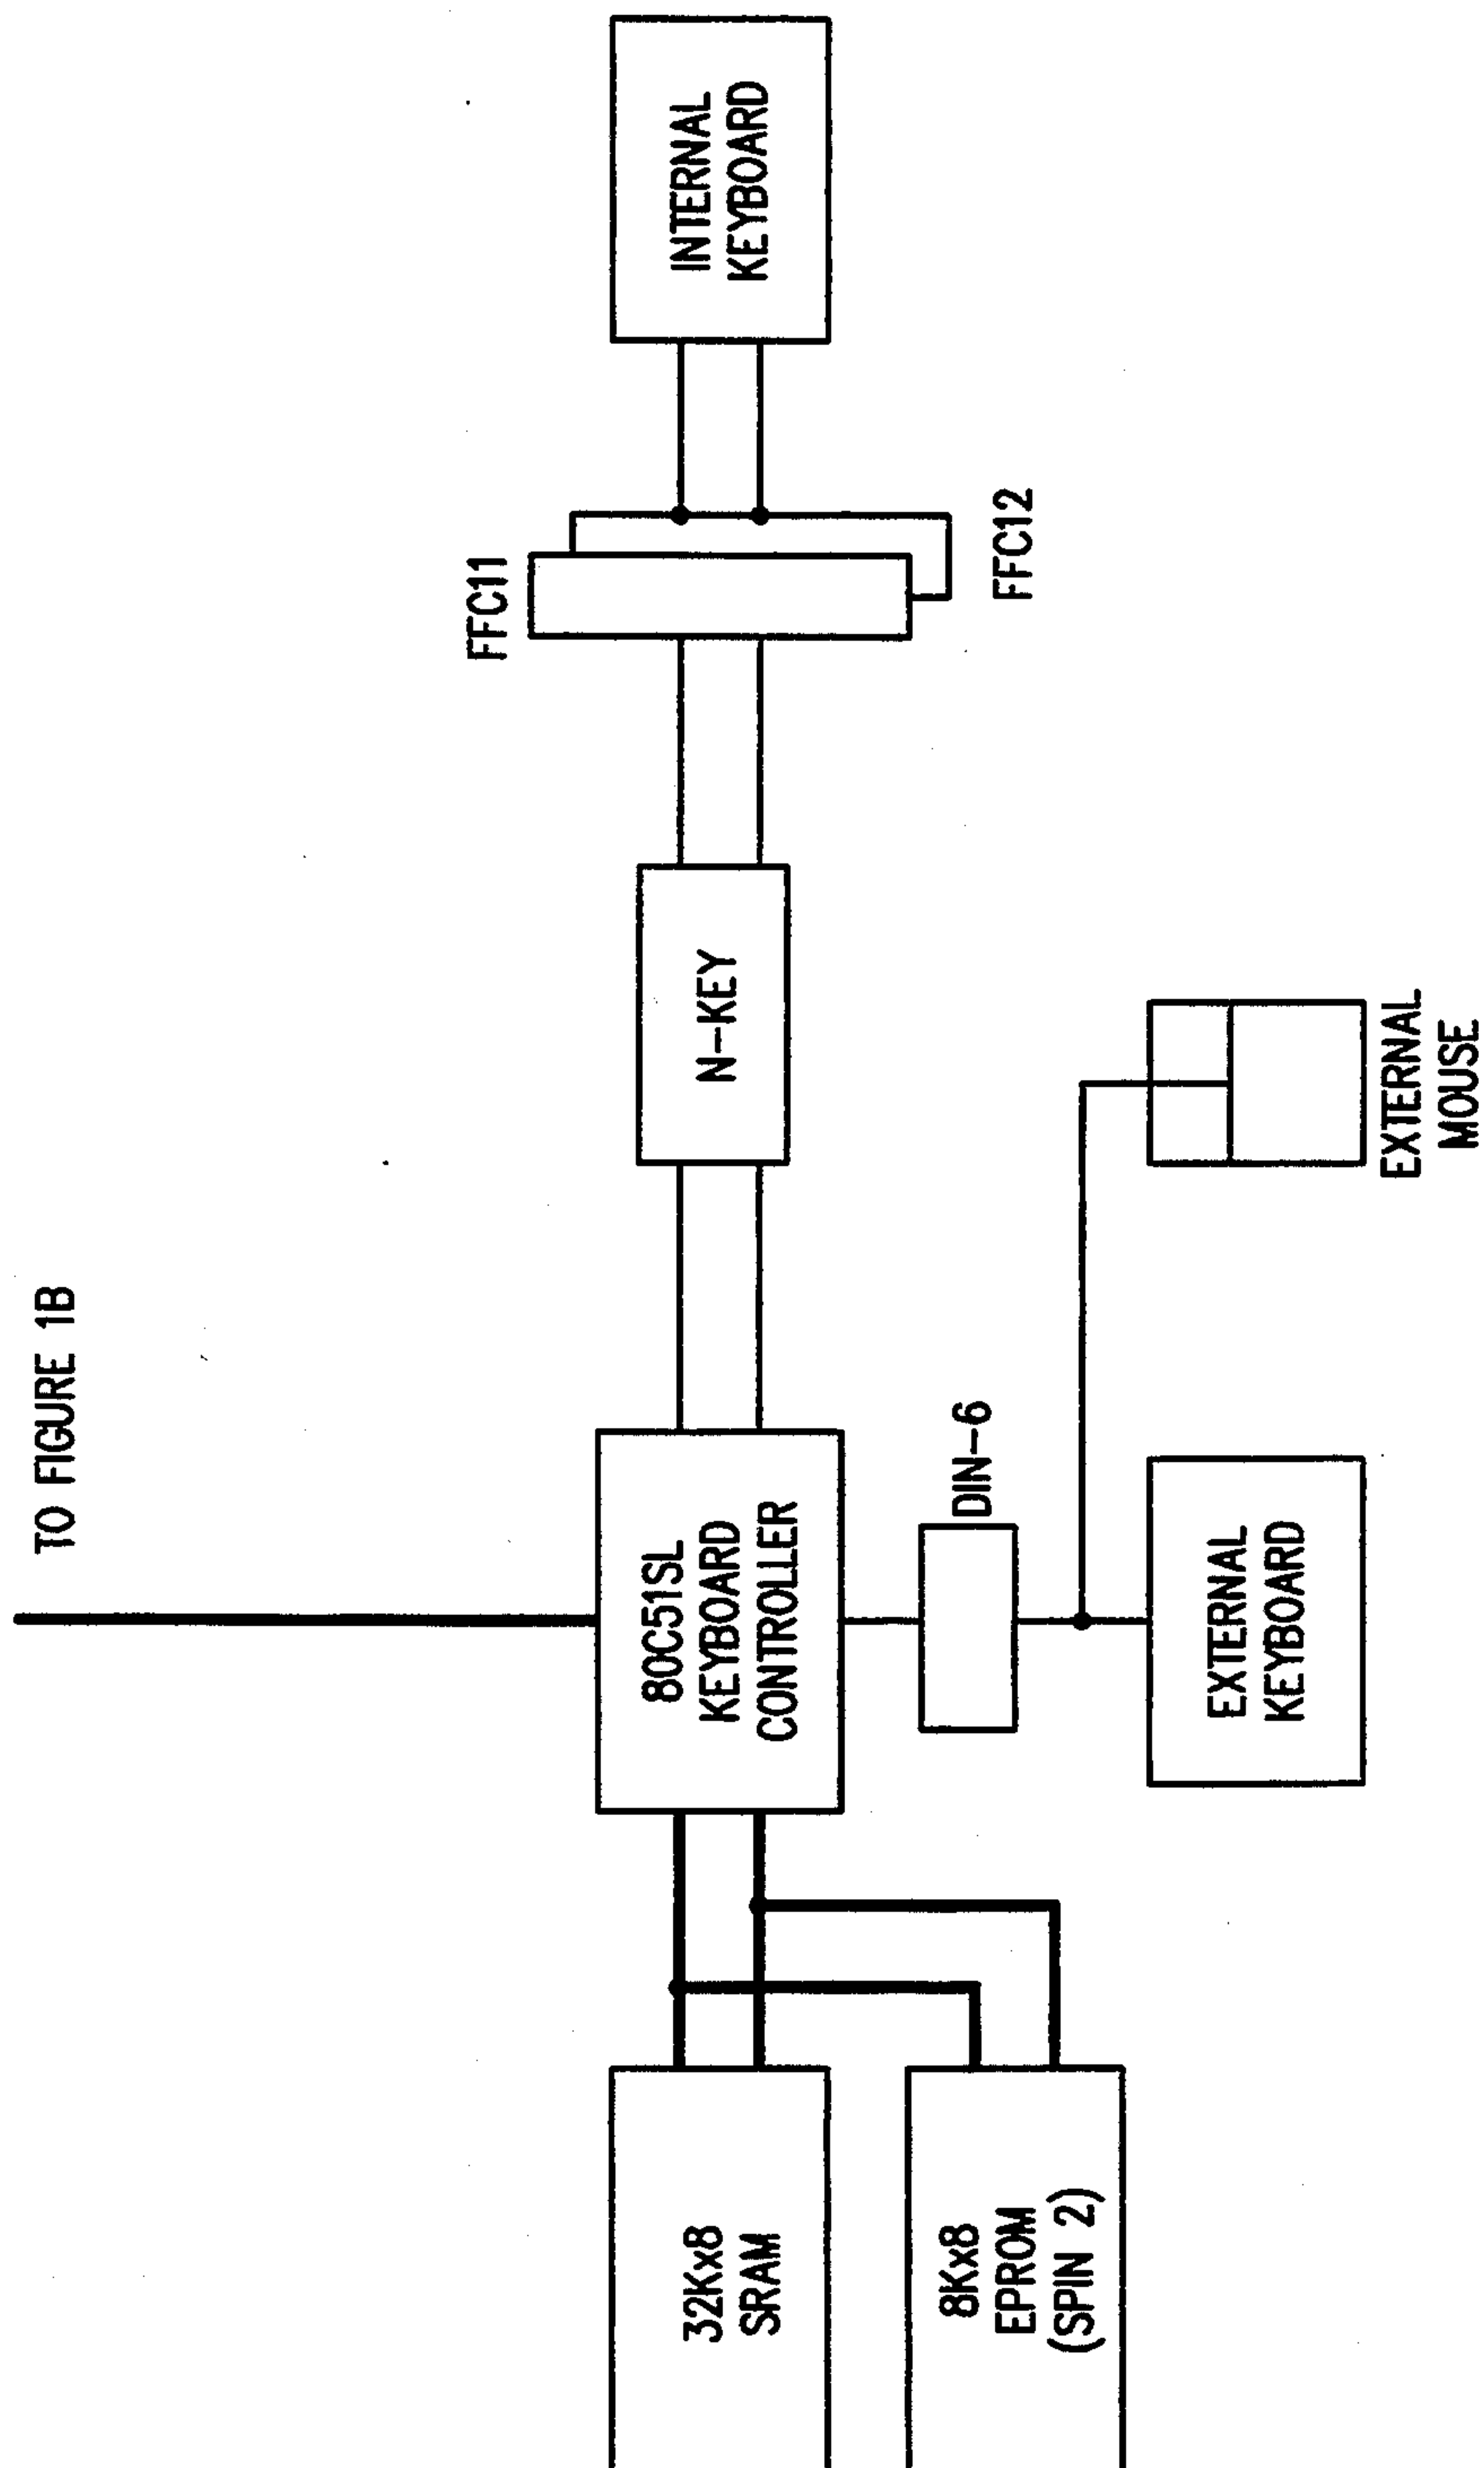 TO FIGURE 1B
32Kx8
SRAM
80C51SL
KEYBOARD
CONTROLLER
N-KEY
FFC11
INTERNAL
KEYBOARD
FFC12
8Kx8
EPROM
(SPIN 2)
DIN-6
EXTERNAL
KEYBOARD
EXTERNAL
MOUSE